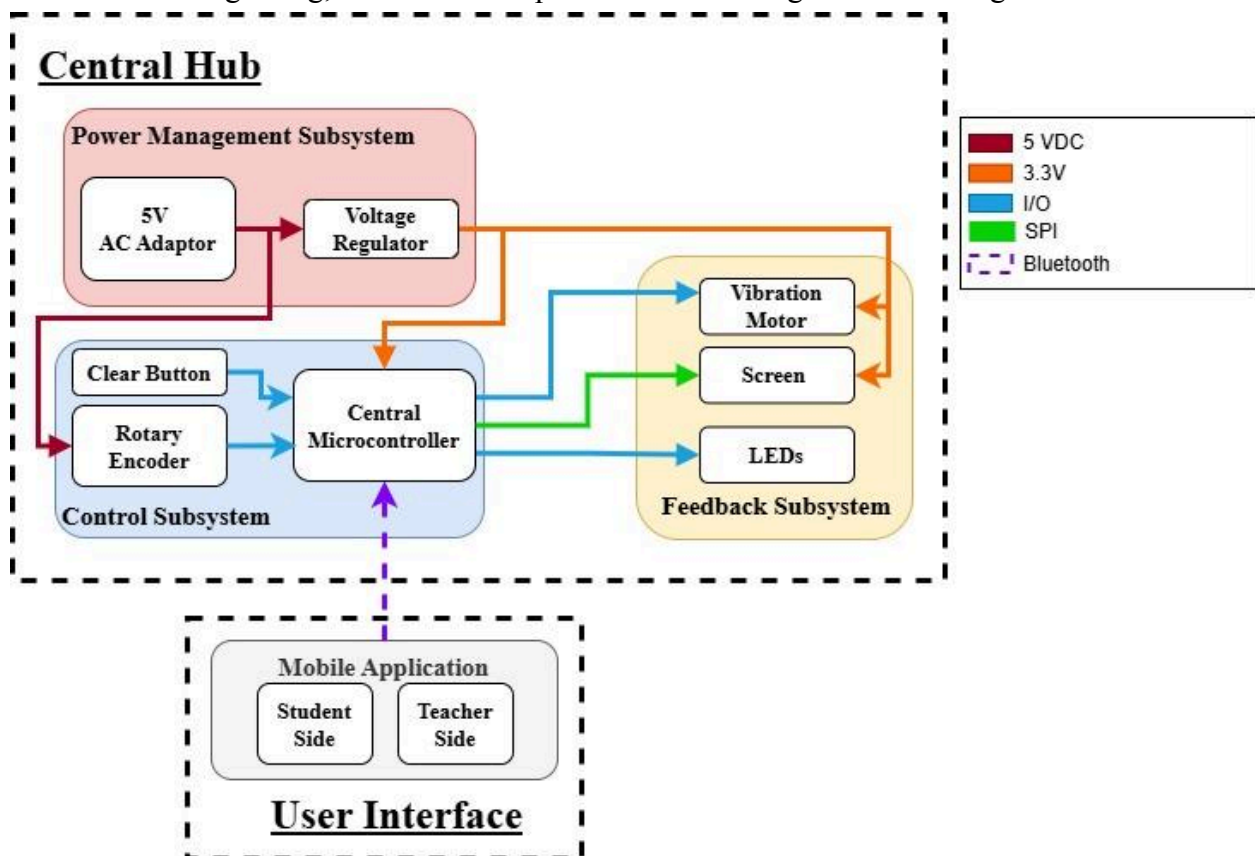 Central Hub
Power Management Subsystem
5V
AC Adaptor
Voltage
Regulator
5 VDC
3.3V
I/O
SPI
Bluetooth
Vibration
Motor
Screen
LEDs
Feedback Subsystem
Clear Button
Rotary
Encoder
Central
Microcontroller
Control Subsystem
Mobile Application
Student
Side
Teacher
Side
User Interface